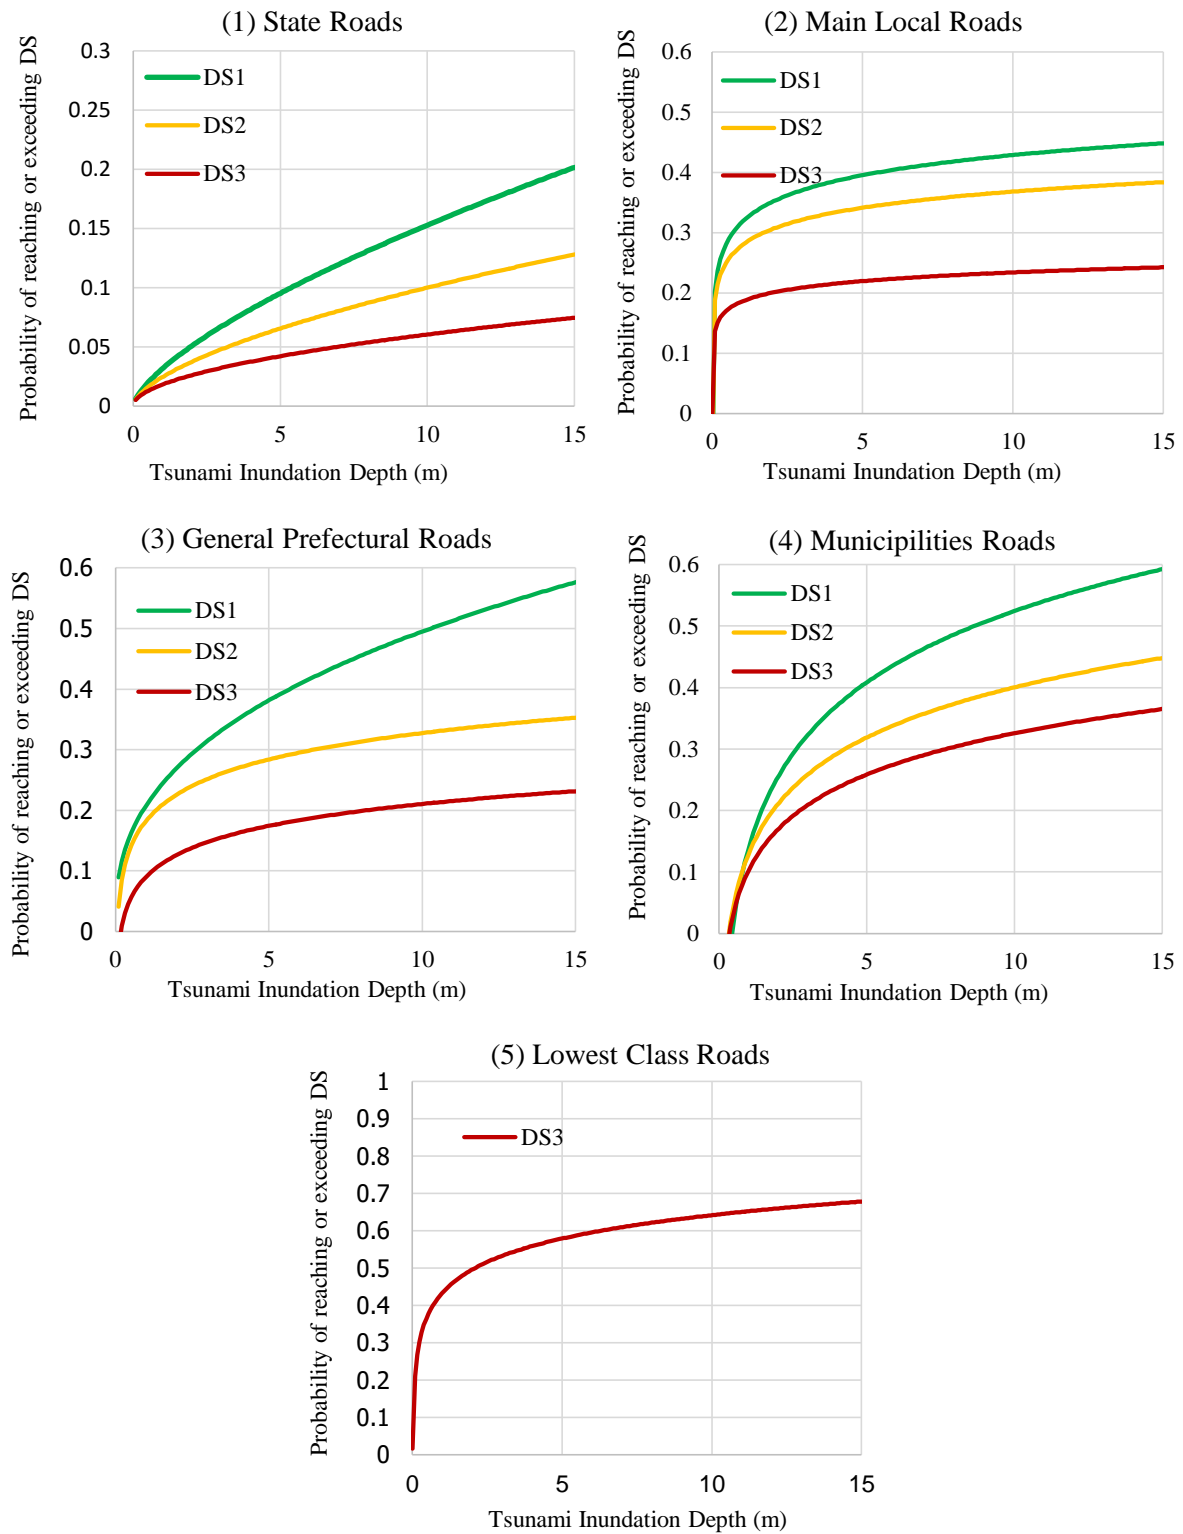 (1) State Roads
Probability of reaching or exceeding DS
0.3
0.25
0.2
0.15
0.1
0.05
0
DS1
DS2
DS3
0 5 10 15
Tsunami Inundation Depth (m)
(2) Main Local Roads
Probability of reaching or exceeding DS
0.6
0.5
0.4
0.3
0.2
0.1
0
DS1
DS2
DS3
0 5 10 15
Tsunami Inundation Depth (m)
(3) General Prefectural Roads
Probability of reaching or exceeding DS
0.6
0.5
0.4
0.3
0.2
0.1
0
DS1
DS2
DS3
0 5 10 15
Tsunami Inundation Depth (m)
(4) Municipilities Roads
Probability of reaching or exceeding DS
0.6
0.5
0.4
0.3
0.2
0.1
0
DS1
DS2
DS3
0 5 10 15
Tsunami Inundation Depth (m)
(5) Lowest Class Roads
Probability of reaching or exceeding DS
1
0.9
0.8
0.7
0.6
0.5
0.4
0.3
0.2
0.1
0
DS3
0 5 10 15
Tsunami Inundation Depth (m)